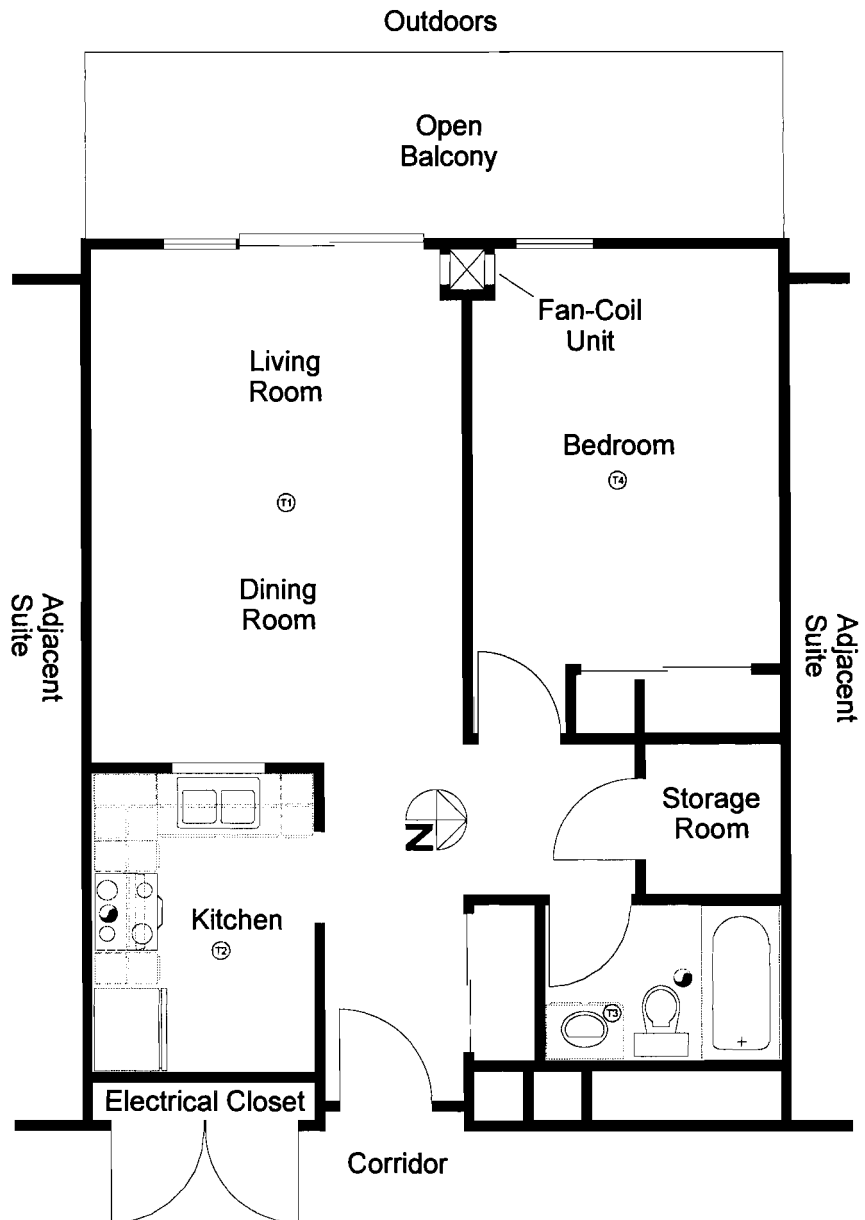 Outdoors
Open
Balcony
Fan-Coil
Unit
Living
Room
Bedroom
T4
T1
Dining
Room
Adjacent
Suite
Adjacent
Suite
Storage
Room
N
Kitchen
T2
T3
Electrical Closet
Corridor